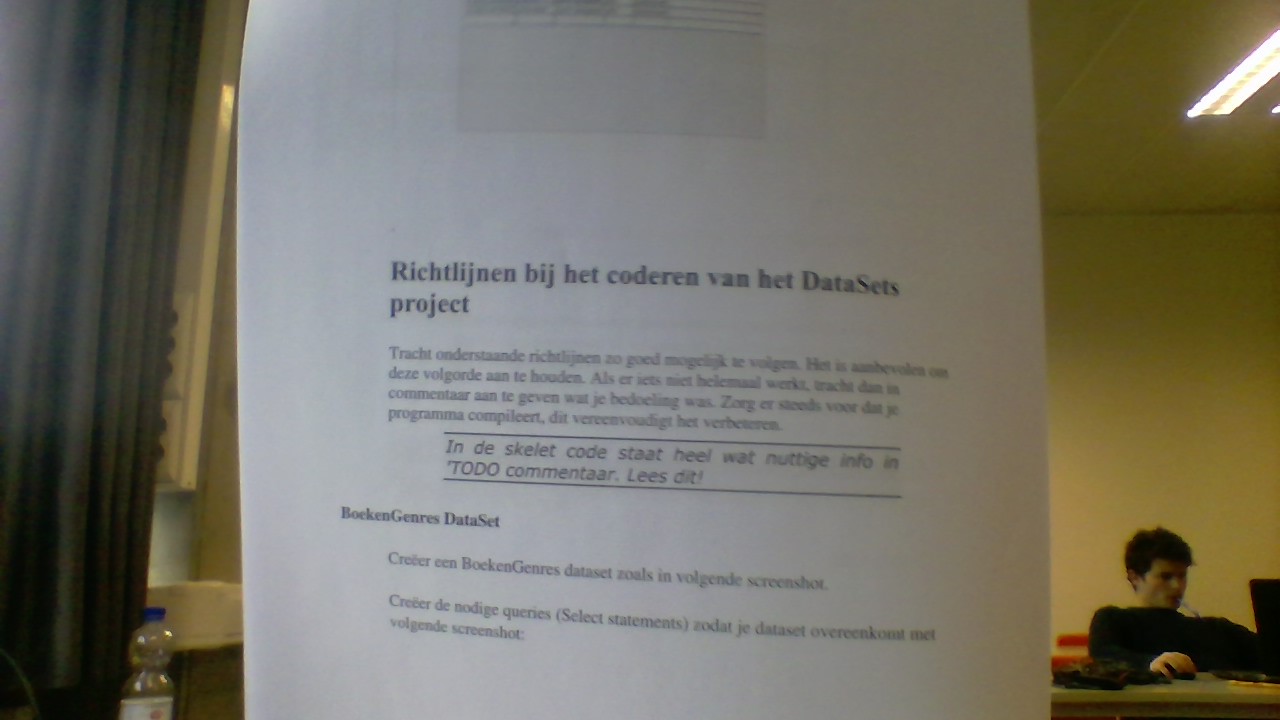 Richtlijnen bij het coderen van het DataSets
project
Tracht onderstaande richtlijnen zo goed mogelijk te volgen. Het is aanbevolen om
deze volgorde aan te houden. Als er iets niet helemaal werkt, tracht dan in
commentaar aan te geven wat je bedoeling was. Zorg er steeds voor dat je
programma compileert, dit vereenvoudigt het verbeteren.
In de skelet code staat heel wat nuttige info in
'TODO commentaar. Lees dit!
BoekenGenres DataSet
Creëer een BoekenGenres dataset zoals in volgende screenshot.
Creëer de nodige queries (Select statements) zodat je dataset overeenkomt met
volgende screenshot: